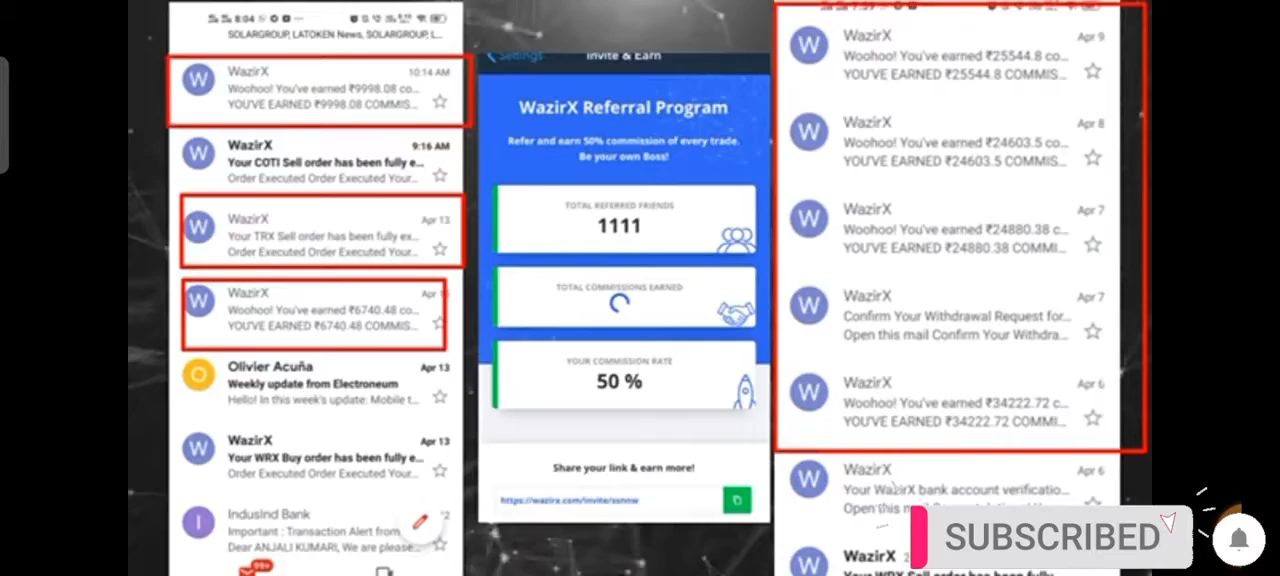 8:04
SOLARGROUP, LATOKEN News, SOLARGROUP, L...
W
WazirX
10:14 AM
Woohoo! You've earned ₹9998.08 co...
YOU'VE EARNED ₹9998.08 COMMIS...
W
WazirX
9:16 AM
Your COTI Sell order has been fully e...
Order Executed Order Executed Your...
W
WazirX
Apr 13
Your TRX Sell order has been fully ex...
Order Executed Order Executed Your...
W
WazirX
Apr
Woohoo! You've earned ₹6740.48 co...
YOU'VE EARNED ₹6740.48 COMMIS...
O
Olivier Acuña
Apr 13
Weekly update from Electroneum
Hello! In this week's update: Mobile t...
W
WazirX
Apr 13
Your WRX Buy order has been fully e...
Order Executed Order Executed Your...
I
IndusInd Bank
Important : Transaction Alert from
Dear ANJALI KUMARI, We are please...
99+
Settings
Invite & Earn
WazirX Referral Program
Refer and earn 50% commission of every trade.
Be your own Boss!
TOTAL REFERRED FRIENDS
1111
TOTAL COMMISSIONS EARNED
YOUR COMMISSION RATE
50 %
Share your link & earn more!
W
WazirX
Apr 9
Woohoo! You've earned ₹25544.8 co...
YOU'VE EARNED ₹25544.8 COMMIS...
W
WazirX
Apr 8
Woohoo! You've earned ₹24603.5 co...
YOU'VE EARNED ₹24603.5 COMMIS...
W
WazirX
Apr 7
Woohoo! You've earned ₹24880.38 c...
YOU'VE EARNED ₹24880.38 COMMI...
W
WazirX
Apr 7
Confirm Your Withdrawal Request for...
Open this mail Confirm Your Withdra...
W
WazirX
Apr 6
Woohoo! You've earned ₹34222.72 c...
YOU'VE EARNED ₹34222.72 COMMI...
W
WazirX
Apr 6
Your WazirX bank account verificatio...
Open this
W
WazirX
SUBSCRIBED